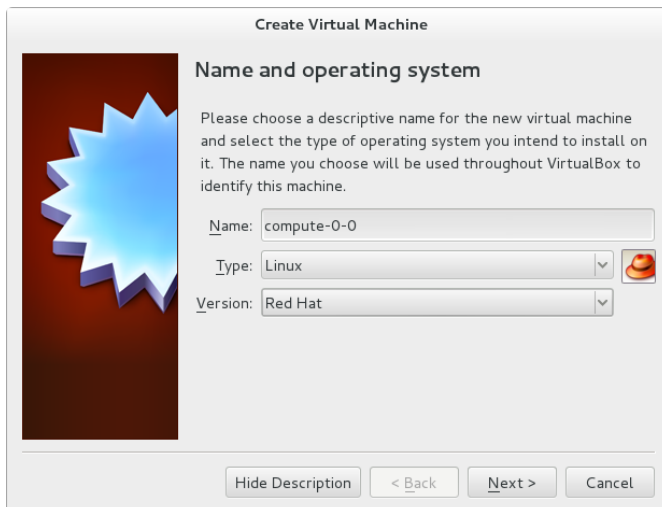 Create Virtual Machine
Name and operating system
Please choose a descriptive name for the new virtual machine
and select the type of operating system you intend to install on
it. The name you choose will be used throughout VirtualBox to
identify this machine.
Name: compute-0-0
Type: Linux
Version: Red Hat
Hide Description < Back Next > Cancel